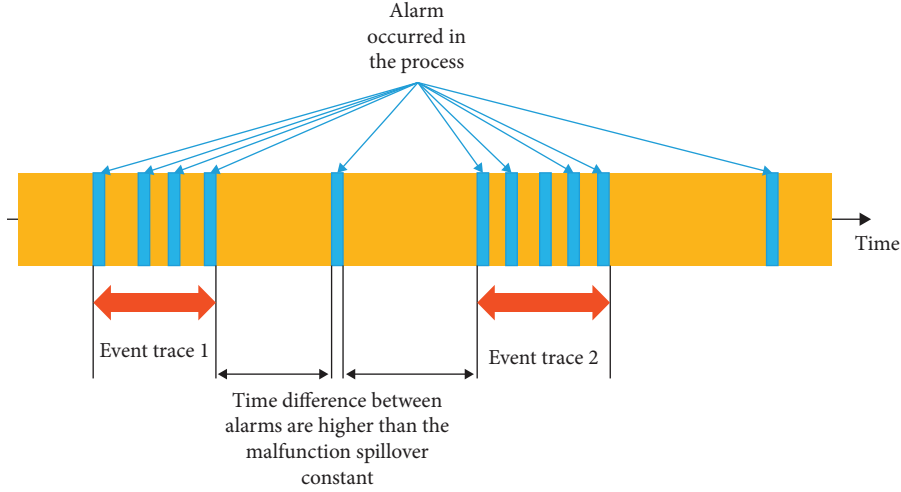 Alarm
occurred in
the process
Time
Event trace 1
Event trace 2
Time difference between
alarms are higher than the
malfunction spillover
constant